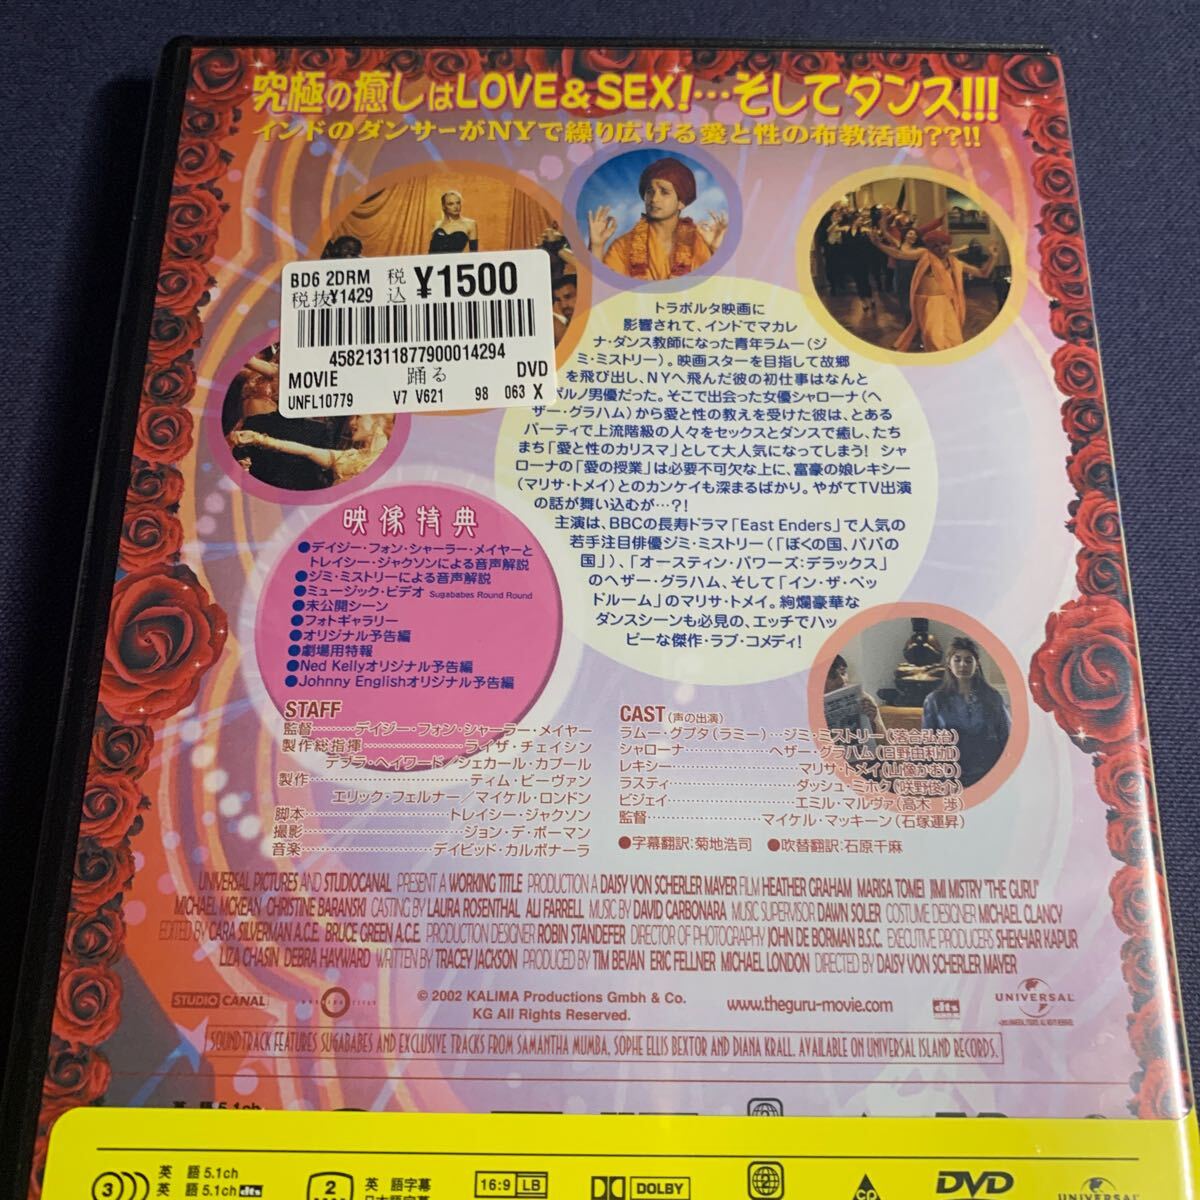 究極の癒しはLOVE&SEX!…そしてダンス!!!
インドのダンサーがNYで繰り広げる愛と性の布教活動??!!
BD6 2DRM 税込 ¥1500
税抜¥1429
45821311877900014294
MOVIE 踊る DVD
UNFL10779 V7 V621 98 063 X
トラボルタ映画に
影響されて、インドでマカレ
ナ・ダンス教師になった青年ラムー(ジ
ミ・ミストリー)。映画スターを目指して故郷
を飛び出し、NYへ飛んだ彼の初仕事はなんと
ポルノ男優だった。そこで出会った女優シャローナ(ヘ
ザー・グラハム)から愛と性の教えを受けた彼は、とある
パーティで上流階級の人々をセックスとダンスで癒し、たち
まち「愛と性のカリスマ」として大人気になってしまう! シャ
ローナの「愛の授業」は必要不可欠な上に、富豪の娘レキシー
(マリサ・トメイ)とのカンケイも深まるばかり。やがてTV出演
の話が舞い込むが…?!
主演は、BBCの長寿ドラマ「East Enders」で人気の
若手注目俳優ジミ・ミストリー(「ぼくの国、パパの
国」)、「オースティン・パワーズ:デラックス」
のヘザー・グラハム、そして「イン・ザ・ベッ
ドルーム」のマリサ・トメイ。絢爛豪華な
ダンスシーンも必見の、エッチでハッ
ピーな傑作・ラブ・コメディ!
映像特典
●デイジー・フォン・シャーラー・メイヤーと
トレイシー・ジャクソンによる音声解説
●ジミ・ミストリーによる音声解説
●ミュージック・ビデオ Sugababes Round Round
●未公開シーン
●フォトギャラリー
●オリジナル予告編
●劇場用特報
●Ned Kellyオリジナル予告編
●Johnny Englishオリジナル予告編
STAFF
監督………デイジー・フォン・シャーラー・メイヤー
製作総指揮………………ライザ・チェイシン
デブラ・ヘイワード/シェカール・カプール
製作………………ティム・ビーヴァン
エリック・フェルナー/マイケル・ロンドン
脚本………………トレイシー・ジャクソン
撮影………………ジョン・デ・ボーマン
音楽………………デイビッド・カルボナーラ
CAST(声の出演)
ラムー・グプタ(ラミー)…ジミ・ミストリー(落合弘治)
シャローナ…………ヘザー・グラハム(日野由利加)
レキシー………………マリサ・トメイ(山像かおり)
ラスティ………………ダッシュ・ミホク(咲野俊介)
ビジェイ………………エミル・マルヴァ(高木 渉)
監督………………マイケル・マッキーン(石塚運昇)
●字幕翻訳:菊地浩司 ●吹替翻訳:石原千麻
UNIVERSAL PICTURES AND STUDIOCANAL PRESENT A WORKING TITLE PRODUCTION A DAISY VON SCHERLER MAYER FILM HEATHER GRAHAM MARISA TOMEI JIMI MISTRY "THE GURU"
MICHAEL MCKEAN CHRISTINE BARANSKI CASTING BY LAURA ROSENTHAL ALI FARRELL MUSIC BY DAVID CARBONARA MUSIC SUPERVISOR DAWN SOLER COSTUME DESIGNER MICHAEL CLANCY
EDITED BY CARA SILVERMAN A.C.E. BRUCE GREEN A.C.E. PRODUCTION DESIGNER ROBIN STANDEFER DIRECTOR OF PHOTOGRAPHY JOHN DE BORMAN B.S.C. EXECUTIVE PRODUCERS SHEKHAR KAPUR
LIZA CHASIN DEBRA HAYWARD WRITTEN BY TRACEY JACKSON PRODUCED BY TIM BEVAN ERIC FELLNER MICHAEL LONDON DIRECTED BY DAISY VON SCHERLER MAYER
STUDIO CANAL
© 2002 KALIMA Productions Gmbh & Co.
KG All Rights Reserved.
www.theguru-movie.com
dts
UNIVERSAL
SOUNDTRACK FEATURES SUGABABES AND EXCLUSIVE TRACKS FROM SAMANTHA MUMBA, SOPHE ELLIS BEXTOR AND DIANA KRALL. AVAILABLE ON UNIVERSAL ISLAND RECORDS.
英 語 5.1ch
3 英 語 5.1ch
英 語 5.1ch dts
2 英 語字幕
日本語字幕
16:9 LB
DOLBY
2
CD
DVD
UNIVERSAL